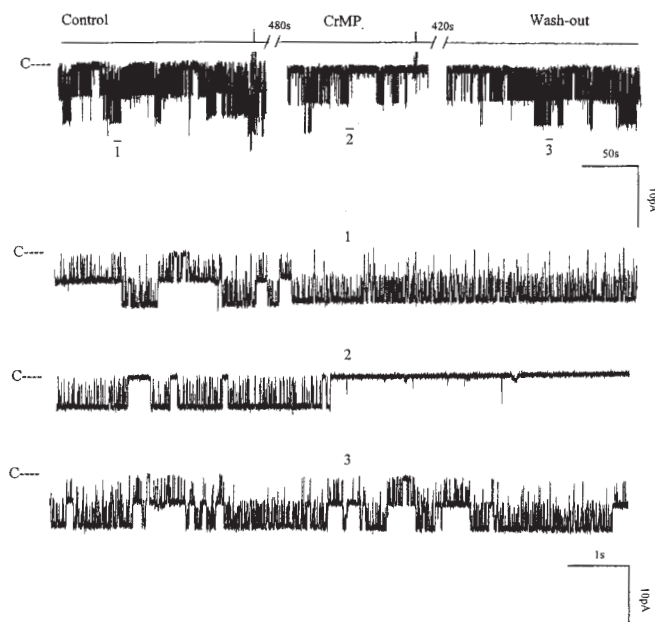 Control 480s CrMP 420s Wash-out
C----
1 2 3
50s
10pA
1
C----
2
C----
3
C----
1s
10pA